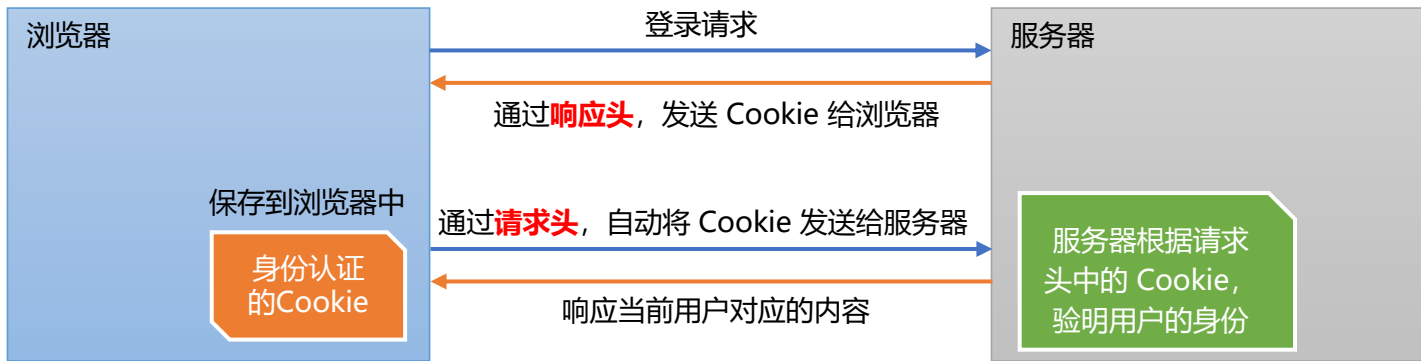 浏览器
登录请求
服务器
通过响应头，发送 Cookie 给浏览器
保存到浏览器中
通过请求头，自动将 Cookie 发送给服务器
身份认证
的Cookie
服务器根据请求
头中的 Cookie，
验明用户的身份
响应当前用户对应的内容